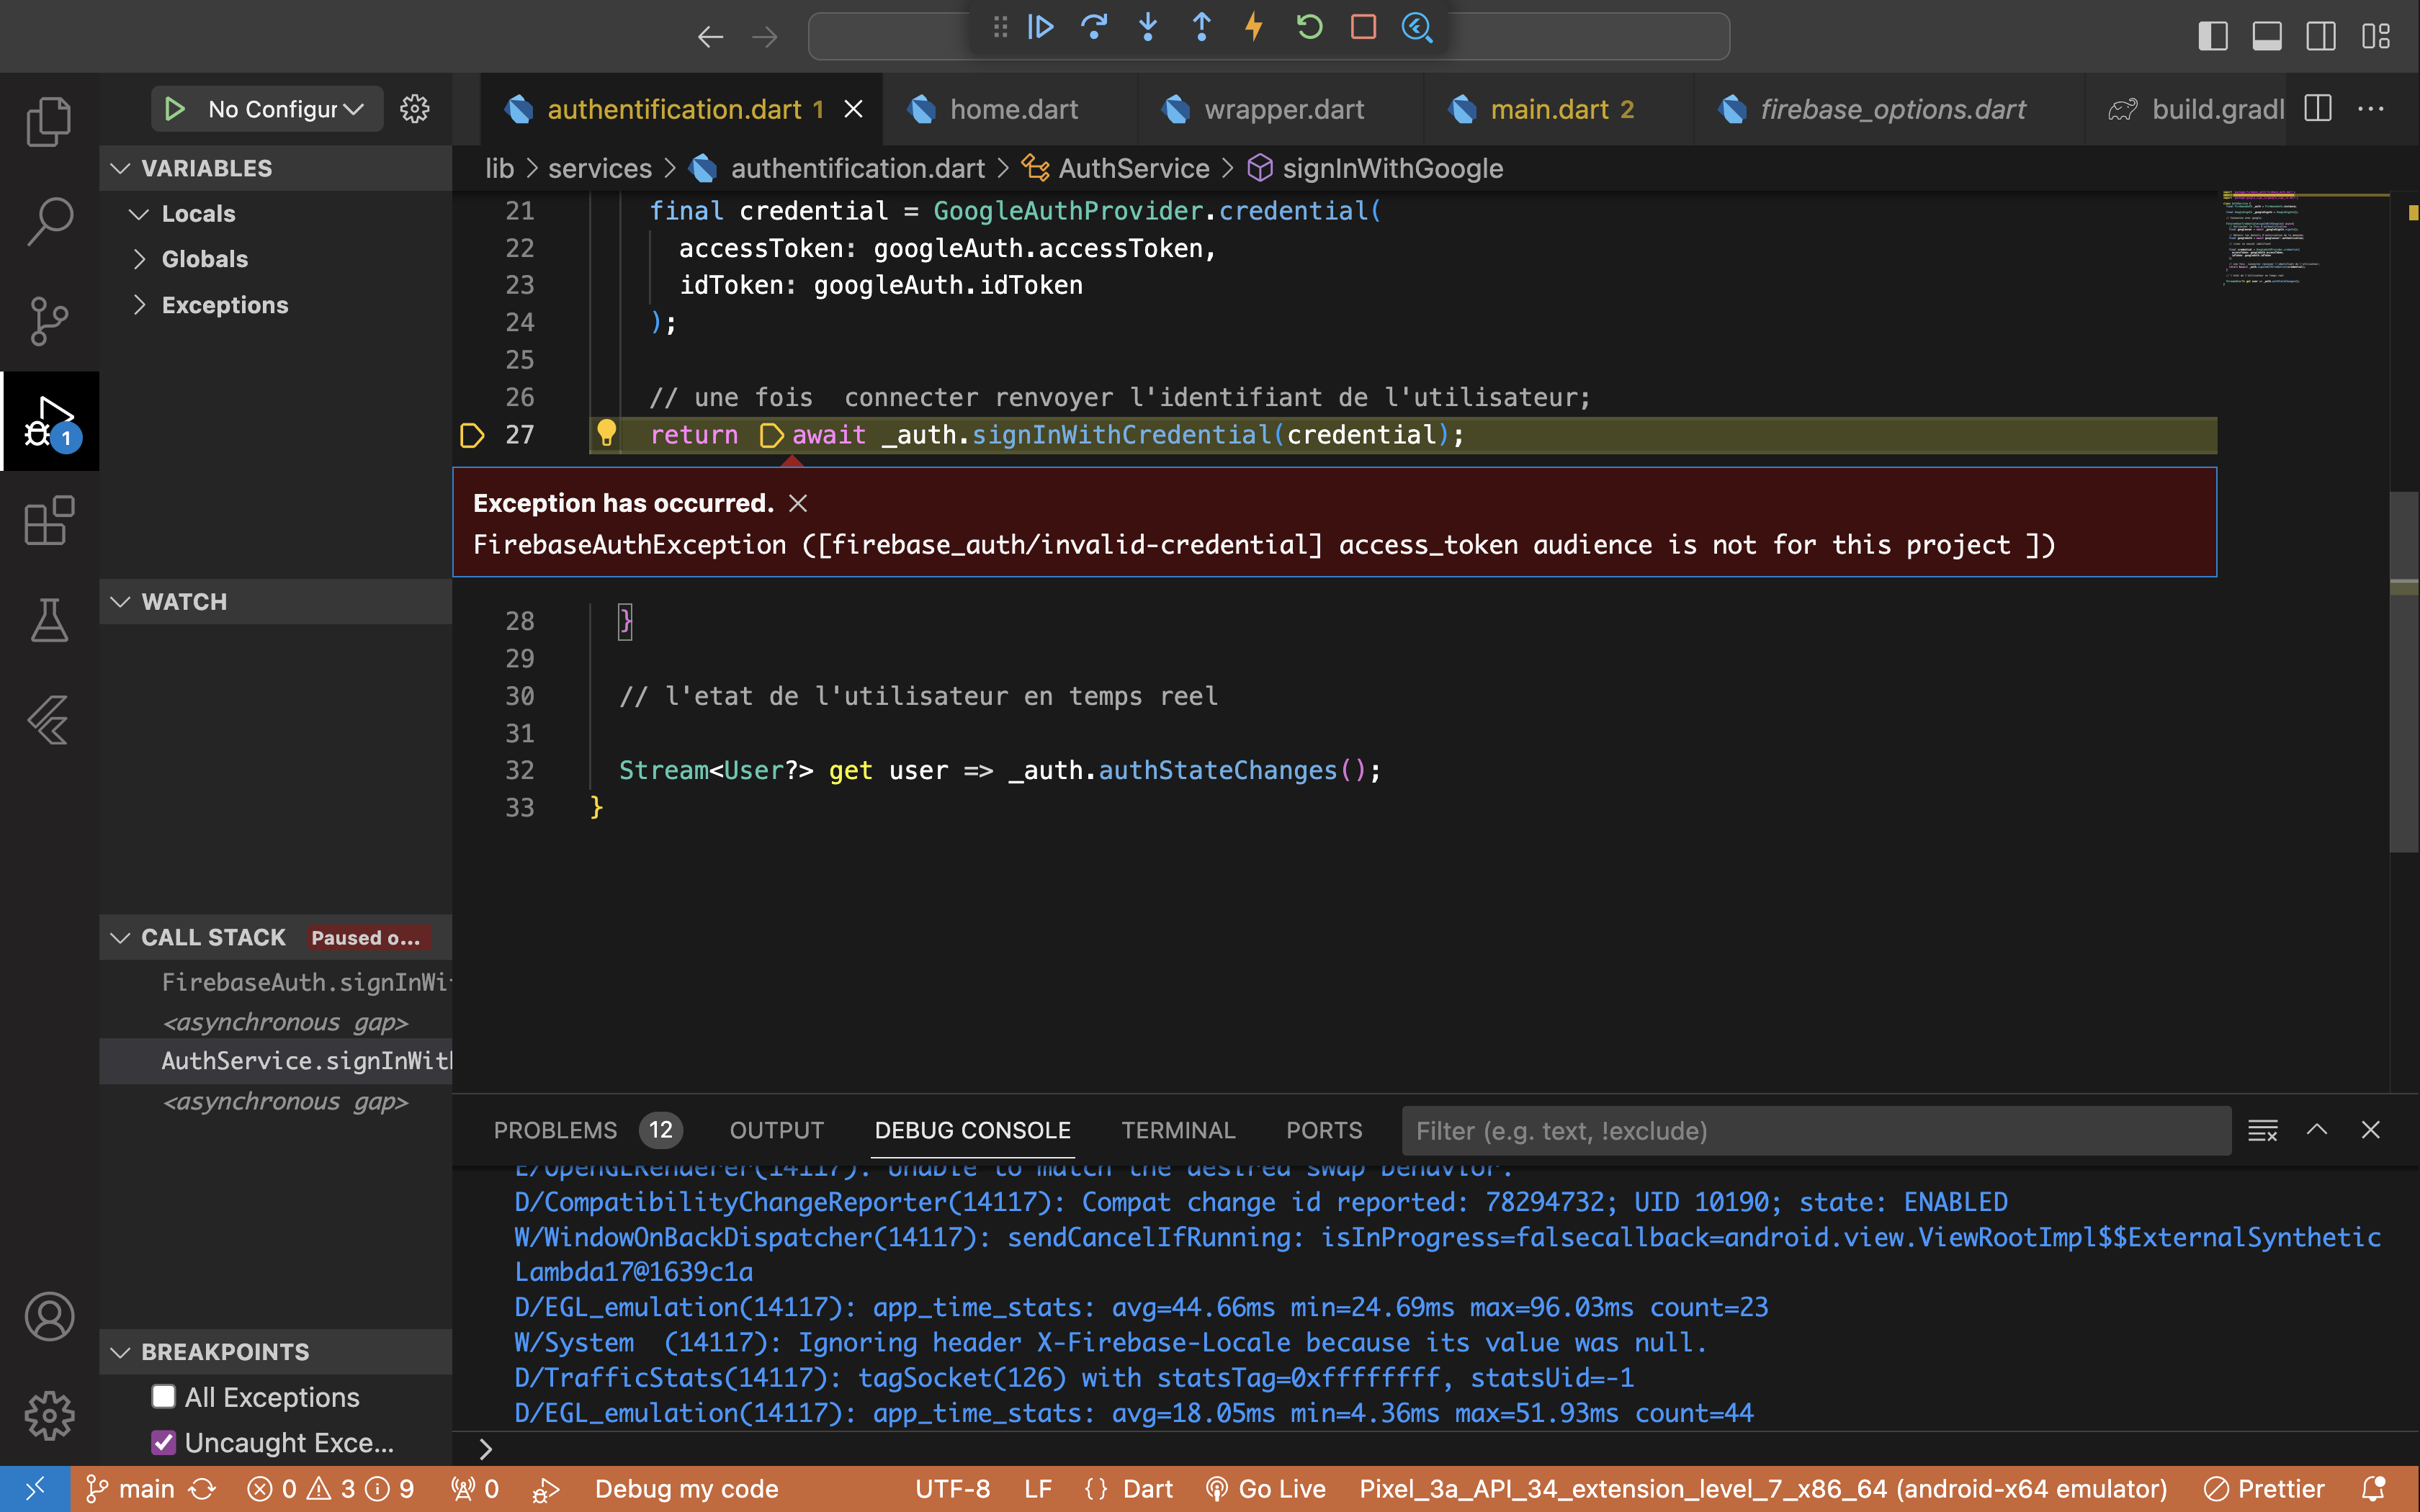 No Configur
authentification.dart 1
home.dart
wrapper.dart
main.dart 2
firebase_options.dart
build.gradl
VARIABLES
lib > services > authentification.dart > AuthService > signInWithGoogle
Locals
Globals
Exceptions
WATCH
CALL STACK Paused o...
FirebaseAuth.signInWi
<asynchronous gap>
AuthService.signInWit
<asynchronous gap>
BREAKPOINTS
All Exceptions
Uncaught Exce...
1
21 final credential = GoogleAuthProvider.credential(
22 accessToken: googleAuth.accessToken,
23 idToken: googleAuth.idToken
24 );
25
26 // une fois  connecter renvoyer l'identifiant de l'utilisateur;
27 return await _auth.signInWithCredential(credential);
Exception has occurred.
FirebaseAuthException ([firebase_auth/invalid-credential] access_token audience is not for this project ])
28 }
29
30 // l'etat de l'utilisateur en temps reel
31
32 Stream<User?> get user => _auth.authStateChanges();
33 }
PROBLEMS 12 OUTPUT DEBUG CONSOLE TERMINAL PORTS Filter (e.g. text, !exclude)
E/OpenGLRenderer(14117): Unable to match the desired swap behavior.
D/CompatibilityChangeReporter(14117): Compat change id reported: 78294732; UID 10190; state: ENABLED
W/WindowOnBackDispatcher(14117): sendCancelIfRunning: isInProgress=falsecallback=android.view.ViewRootImpl$$ExternalSynthetic
Lambda17@1639c1a
D/EGL_emulation(14117): app_time_stats: avg=44.66ms min=24.69ms max=96.03ms count=23
W/System  (14117): Ignoring header X-Firebase-Locale because its value was null.
D/TrafficStats(14117): tagSocket(126) with statsTag=0xffffffff, statsUid=-1
D/EGL_emulation(14117): app_time_stats: avg=18.05ms min=4.36ms max=51.93ms count=44
main 0 3 9 0 Debug my code UTF-8 LF {} Dart Go Live Pixel_3a_API_34_extension_level_7_x86_64 (android-x64 emulator) Prettier